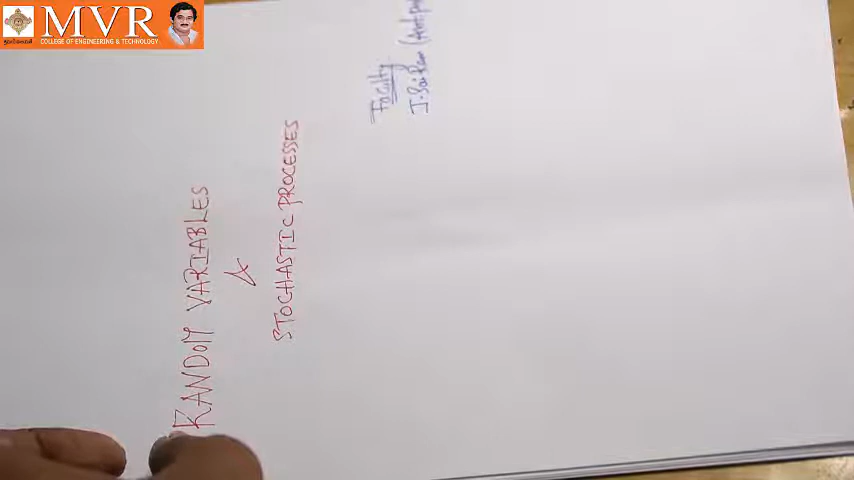 MVR
COLLEGE OF ENGINEERING & TECHNOLOGY
RANDOM VARIABLES
&
STOCHASTIC PROCESSES
Faculty